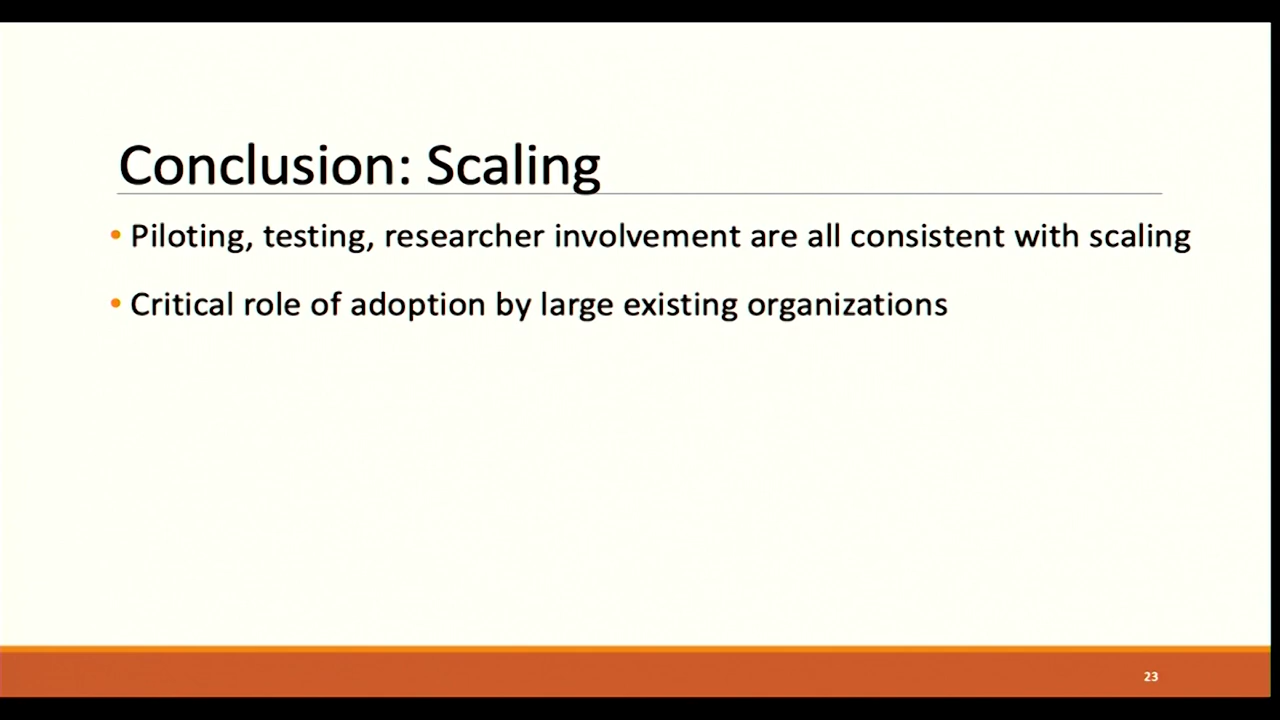 Conclusion: Scaling
• Piloting, testing, researcher involvement are all consistent with scaling
• Critical role of adoption by large existing organizations
23